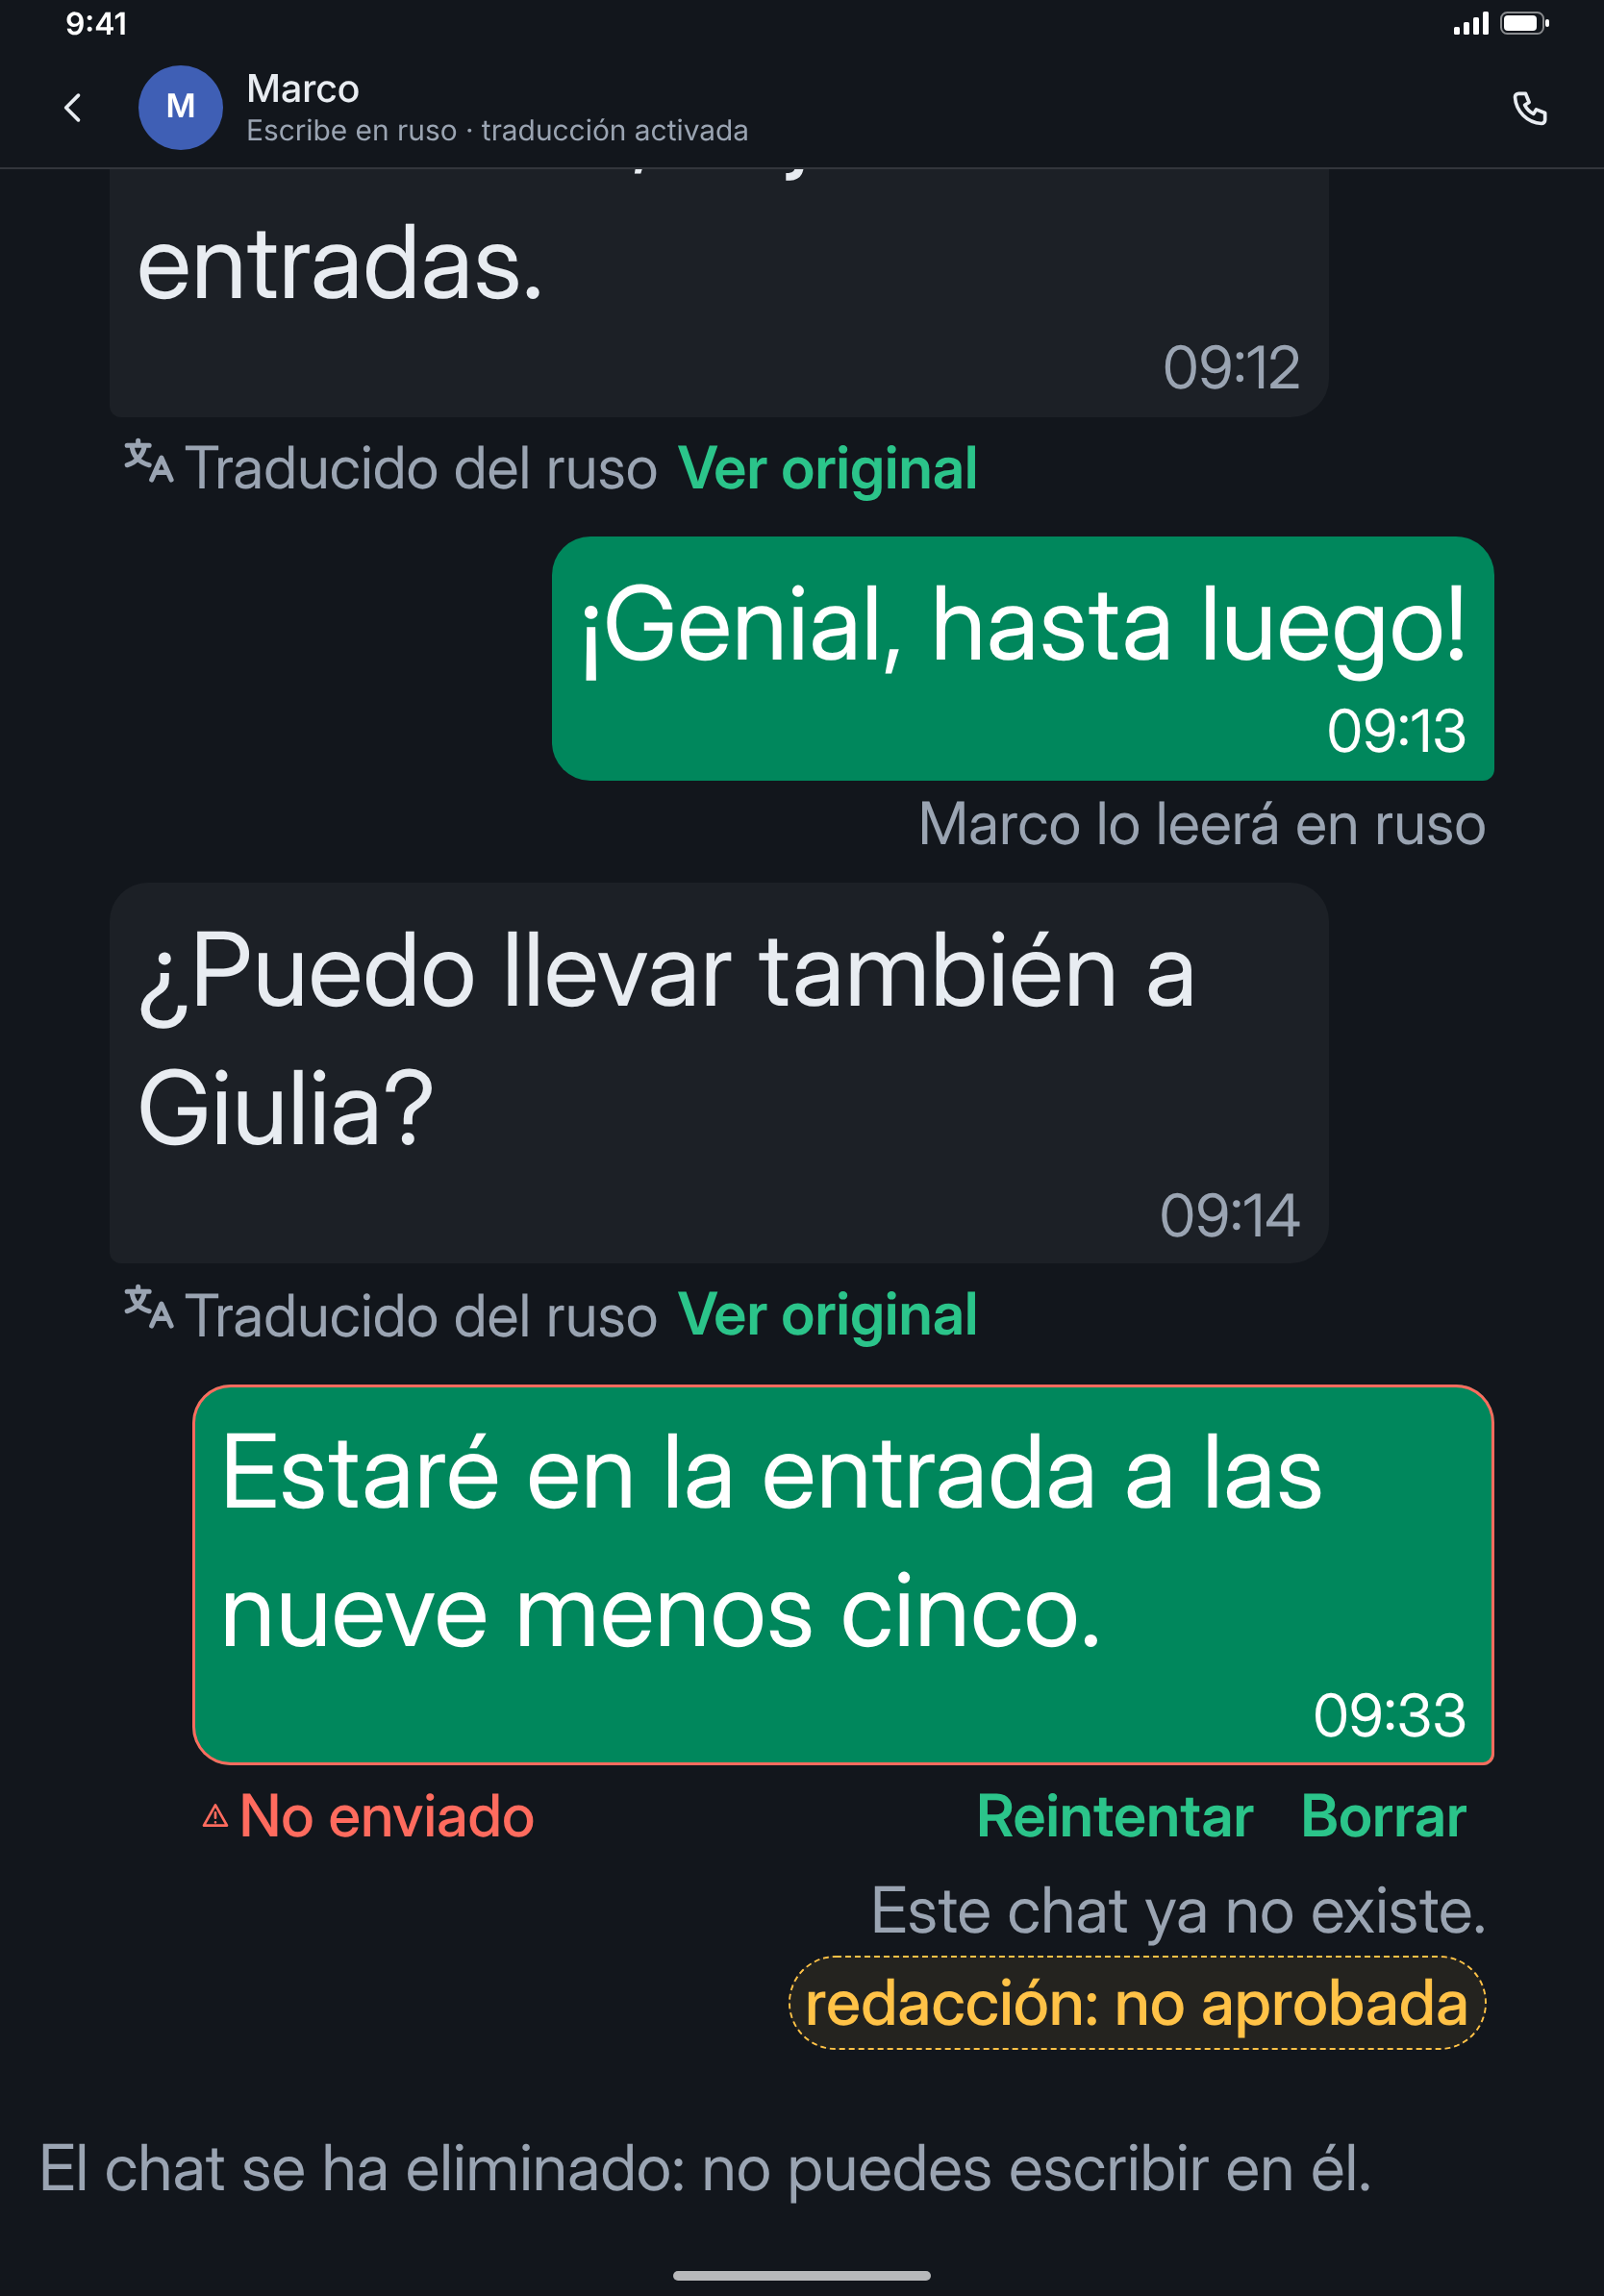 9:41
M
Marco
Escribe en ruso · traducción activada
entradas.
09:12
Traducido del ruso Ver original
¡Genial, hasta luego!
09:13
Marco lo leerá en ruso
¿Puedo llevar también a
Giulia?
09:14
Traducido del ruso Ver original
Estaré en la entrada a las
nueve menos cinco.
09:33
No enviado Reintentar Borrar
Este chat ya no existe.
redacción: no aprobada
El chat se ha eliminado: no puedes escribir en él.